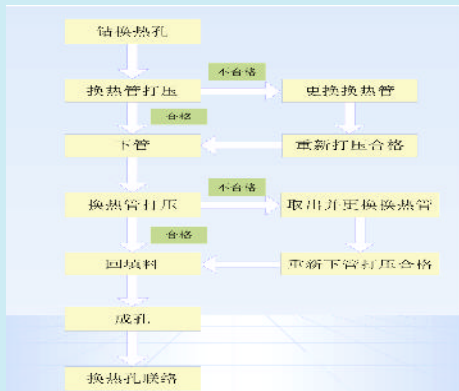 钻换热孔
不合格
换热管打压
更换换热管
合格
下管
重新打压合格
不合格
换热管打压
取出并更换换热管
合格
回填料
重新下管打压合格
成孔
换热孔联络